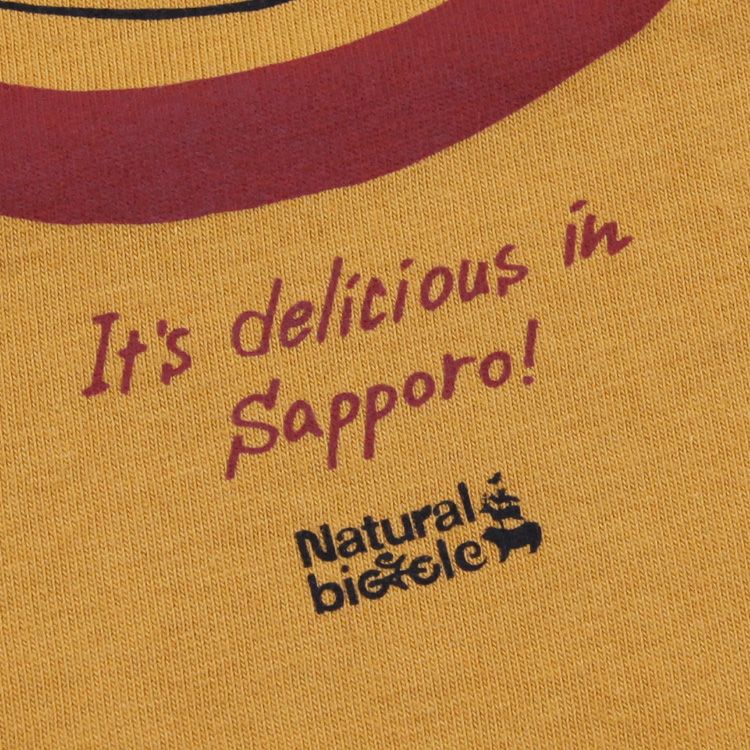 It's delicious in
Sapporo!
Natural
bicycle